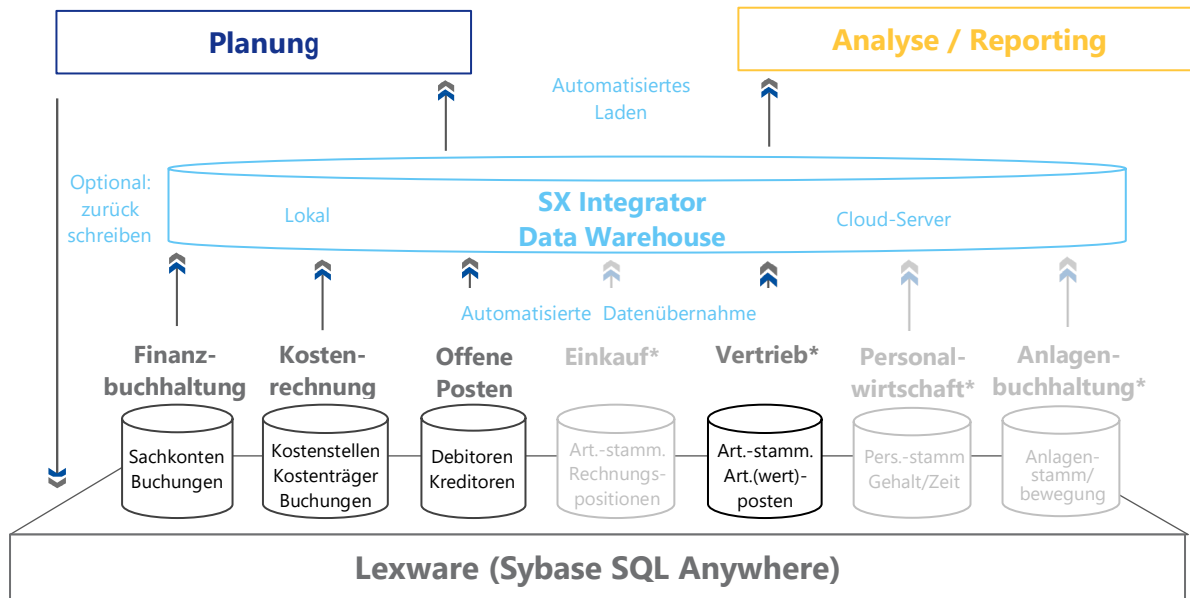 Planung
Analyse / Reporting
Automatisiertes
Laden
Optional:
zurück
schreiben
SX Integrator
Data Warehouse
Lokal
Cloud-Server
Automatisierte Datenübernahme
Finanz-
buchhaltung
Kosten-
rechnung
Offene
Posten
Einkauf*
Vertrieb*
Personal-
wirtschaft*
Anlagen-
buchhaltung*
Sachkonten
Buchungen
Kostenstellen
Kostenträger
Buchungen
Debitoren
Kreditoren
Art.-stamm.
Rechnungs-
positionen
Art.-stamm.
Art.(wert)-
posten
Pers.-stamm
Gehalt/Zeit
Anlagen-
stamm/
bewegung
Lexware (Sybase SQL Anywhere)